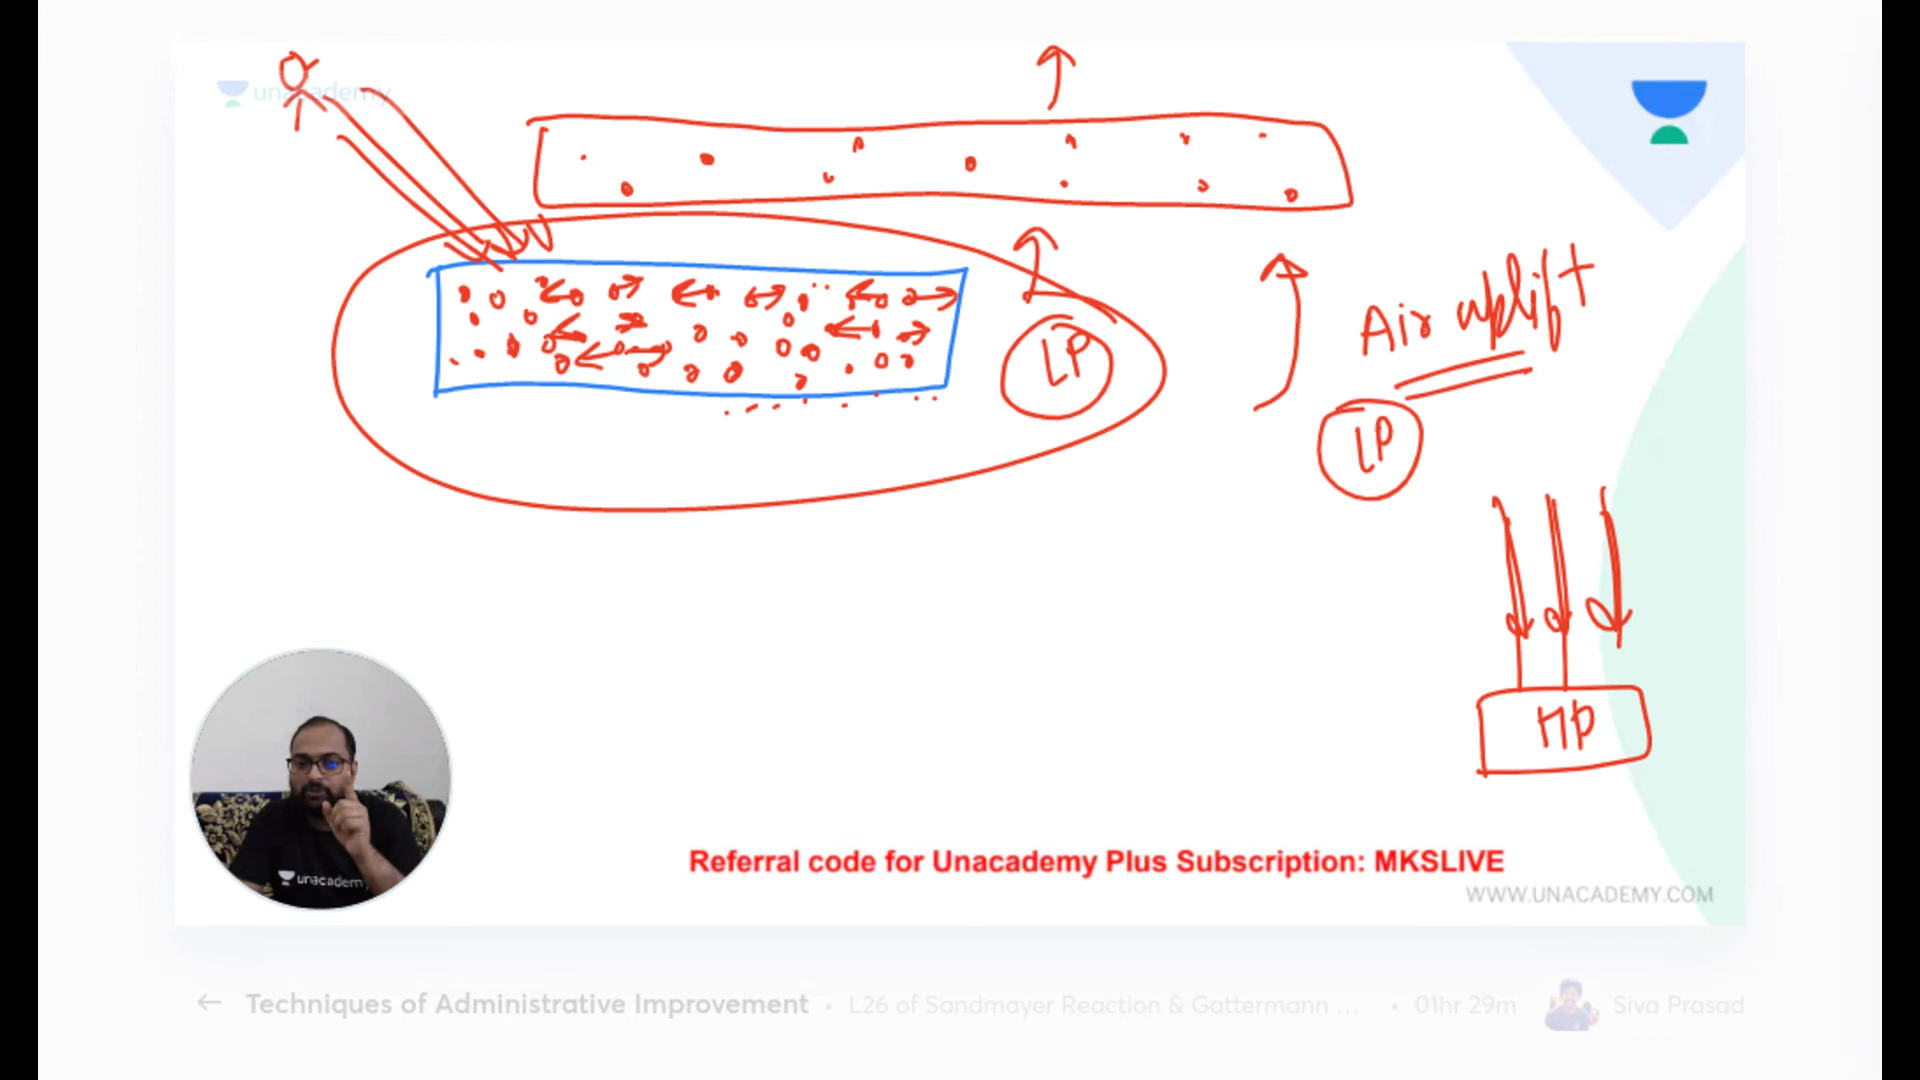 unacademy
LP
Air uplift
LP
HP
unacademy
Referral code for Unacademy Plus Subscription: MKSLIVE
WWW.UNACADEMY.COM
Techniques of Administrative Improvement • L26 of Sandmayer Reaction & Gattermann ... • 01hr 29m Siva Prasad